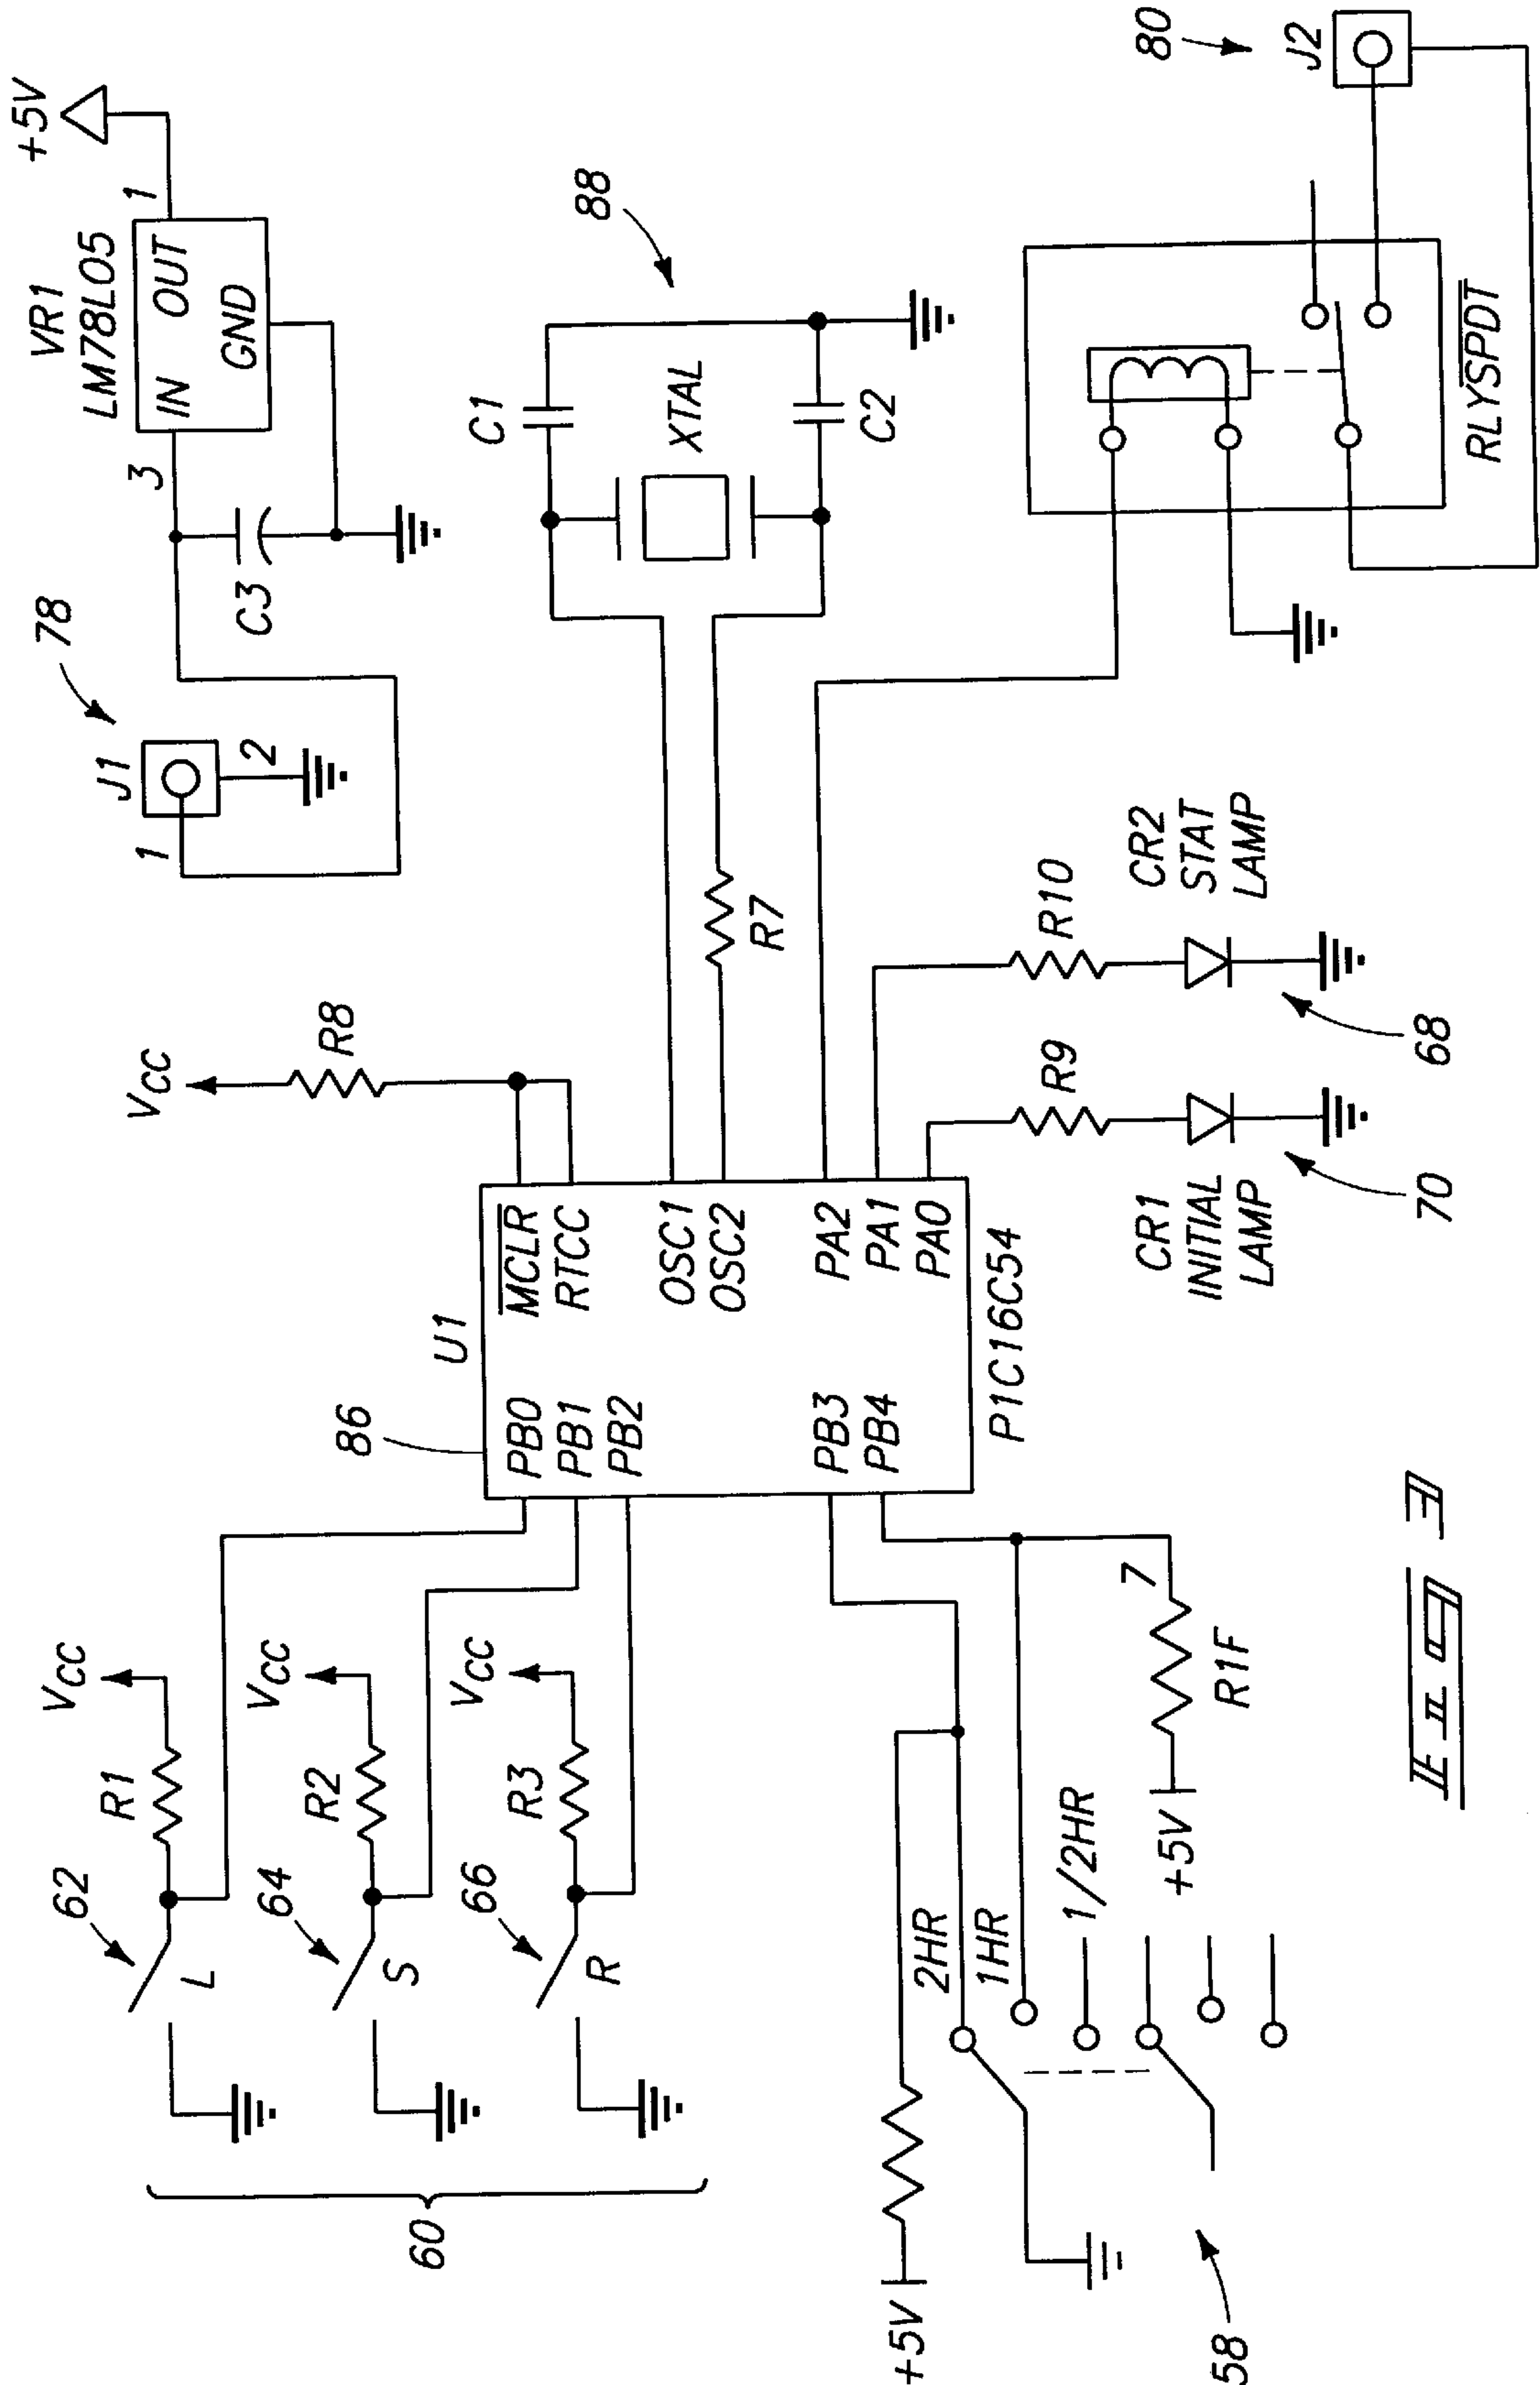 62
R1
VCC
L
64
R2
VCC
S
66
R3
VCC
R
60
86
U1
PB0
PB1
PB2
PB3
PB4
MCLR
RTCC
OSC1
OSC2
PA2
PA1
PA0
P1C16C54
VCC
R8
78
J1
1
2
C3
3
VR1
LM78L05
IN OUT
GND
1
+5V
88
C1
XTAL
C2
R7
80
J2
RLYSPDT
R9
R10
CR1
INITIAL
LAMP
70
CR2
STAT
LAMP
68
+5V
2HR
1HR
1/2HR
58
+5V
R1F
7